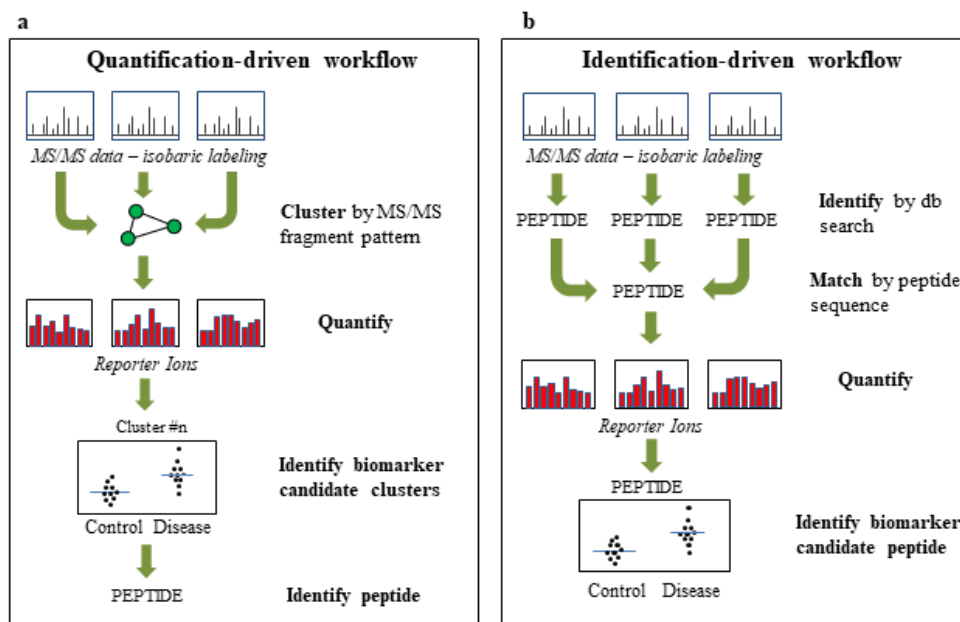 a
Quantification-driven workflow
MS/MS data – isobaric labeling
Cluster by MS/MS
fragment pattern
Quantify
Reporter Ions
Cluster #n
Identify biomarker
candidate clusters
Control Disease
PEPTIDE
Identify peptide
b
Identification-driven workflow
MS/MS data – isobaric labeling
Identify by db
search
PEPTIDE PEPTIDE PEPTIDE
Match by peptide
sequence
PEPTIDE
Quantify
Reporter Ions
PEPTIDE
Identify biomarker
candidate peptide
Control Disease